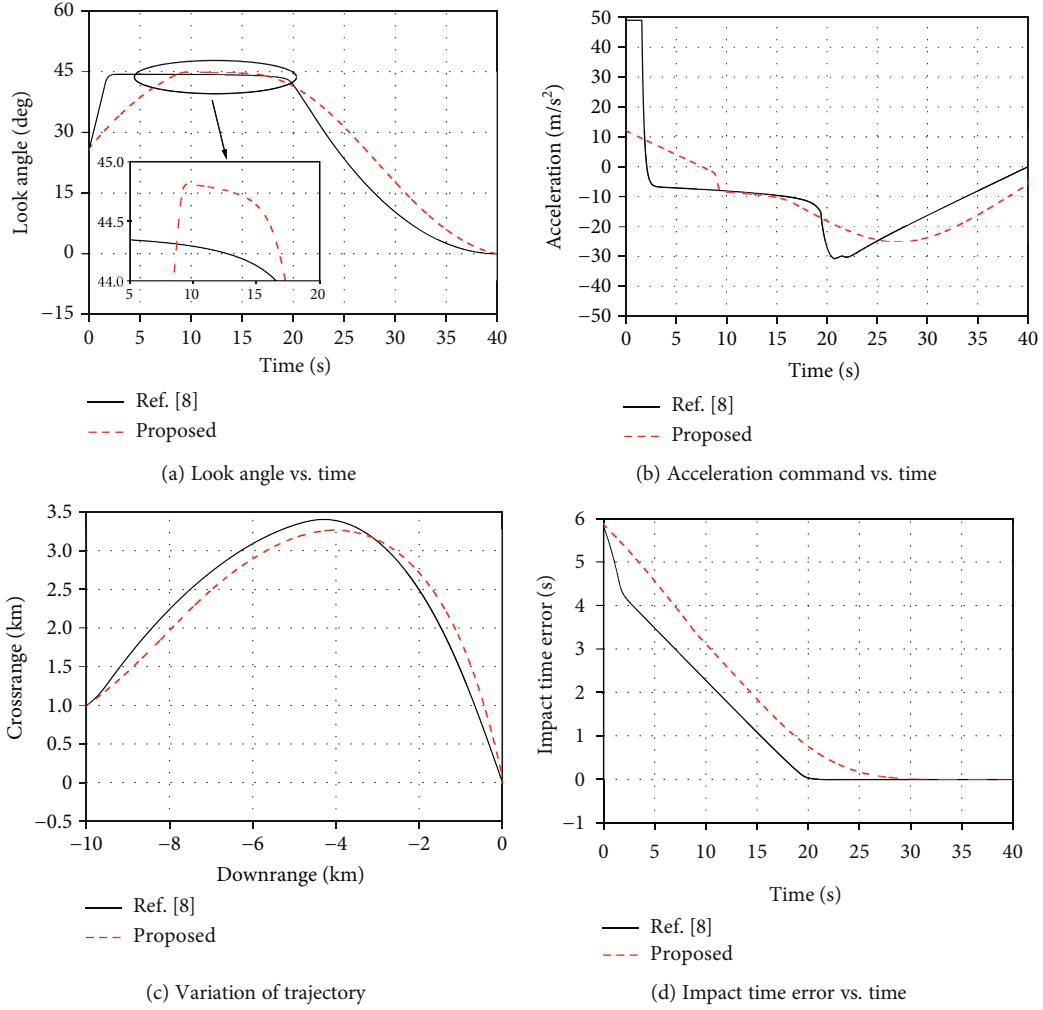 60
45
30
15
0
−15
Look angle (deg)
45.0
44.5
44.0
5 10 15 20
0 5 10 15 20 25 30 35 40
Time (s)
Ref. [8]
Proposed
(a) Look angle vs. time
50
40
30
20
10
0
−10
−20
−30
−40
−50
Acceleration (m/s²)
0 5 10 15 20 25 30 35 40
Time (s)
Ref. [8]
Proposed
(b) Acceleration command vs. time
3.5
3.0
2.5
2.0
1.5
1.0
0.5
0
−0.5
Crossrange (km)
−10 −8 −6 −4 −2 0
Downrange (km)
Ref. [8]
Proposed
(c) Variation of trajectory
6
5
4
3
2
1
0
−1
Impact time error (s)
0 5 10 15 20 25 30 35 40
Time (s)
Ref. [8]
Proposed
(d) Impact time error vs. time